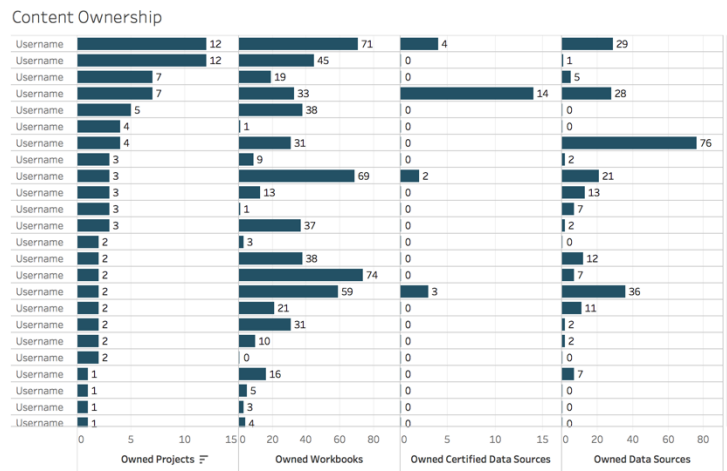 Content Ownership
Username 12 71 4 29
Username 12 45 0 1
Username 7 19 0 5
Username 7 33 14 28
Username 5 38 0 0
Username 4 1 0 0
Username 4 31 0 76
Username 3 9 0 2
Username 3 69 2 21
Username 3 13 0 13
Username 3 1 0 7
Username 3 37 0 2
Username 2 3 0 0
Username 2 38 0 12
Username 2 74 0 7
Username 2 59 3 36
Username 2 21 0 11
Username 2 31 0 2
Username 2 10 0 2
Username 2 0 0 0
Username 1 16 0 7
Username 1 5 0 0
Username 1 3 0 0
Username 1 4 0 0
0 5 10 15 0 20 40 60 80 0 5 10 15 0 20 40 60 80
Owned Projects Owned Workbooks Owned Certified Data Sources Owned Data Sources